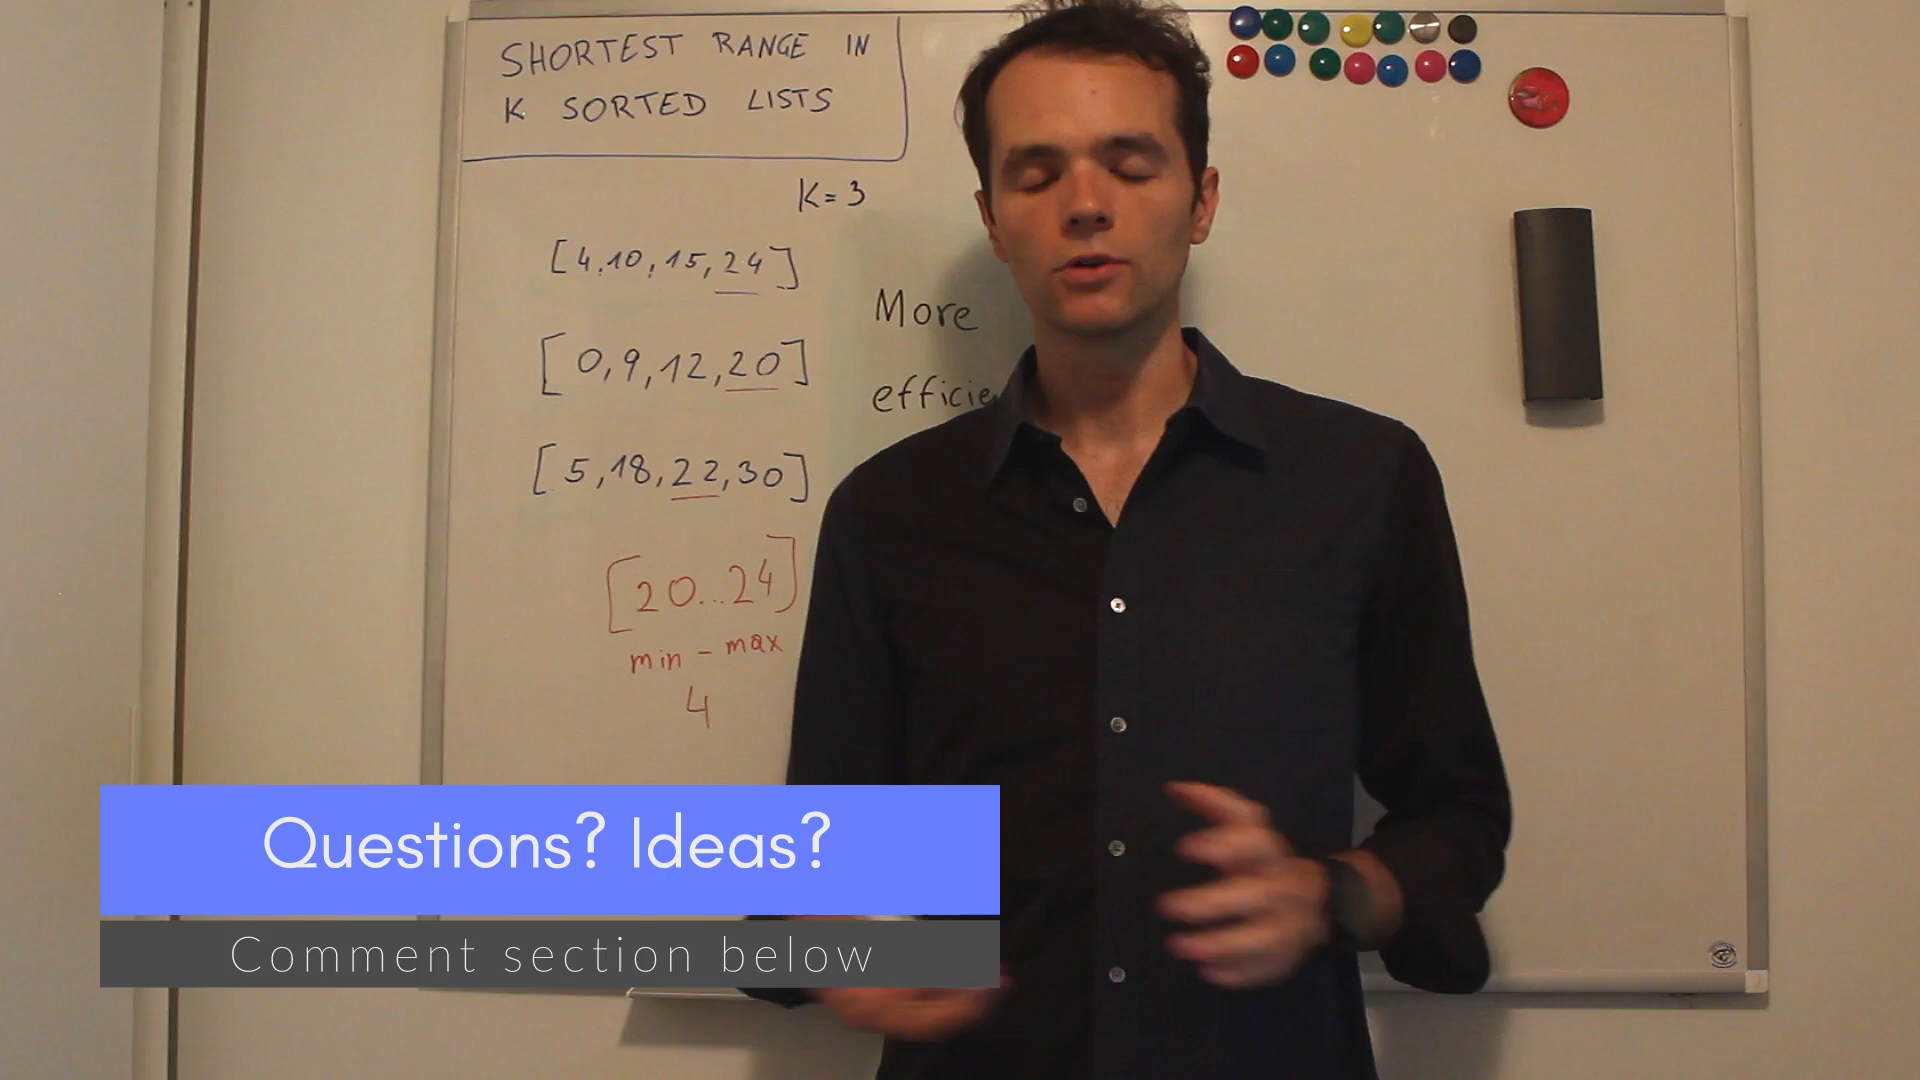 SHORTEST RANGE IN
K SORTED LISTS
K=3
[4,10,15,24]
[0,9,12,20]
[5,18,22,30]
[20...24]
min - max
4
More
Questions? Ideas?
Comment section below